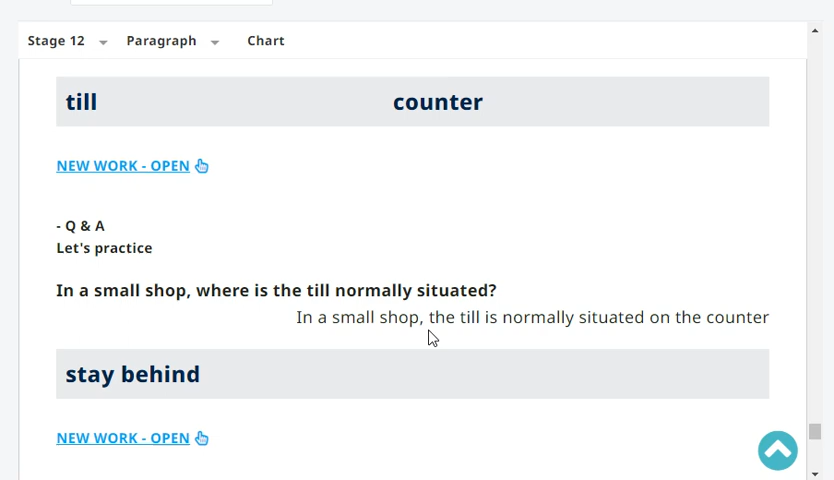 Stage 12 Paragraph Chart
till counter
NEW WORK - OPEN
- Q & A
Let's practice
In a small shop, where is the till normally situated?
In a small shop, the till is normally situated on the counter
stay behind
NEW WORK - OPEN